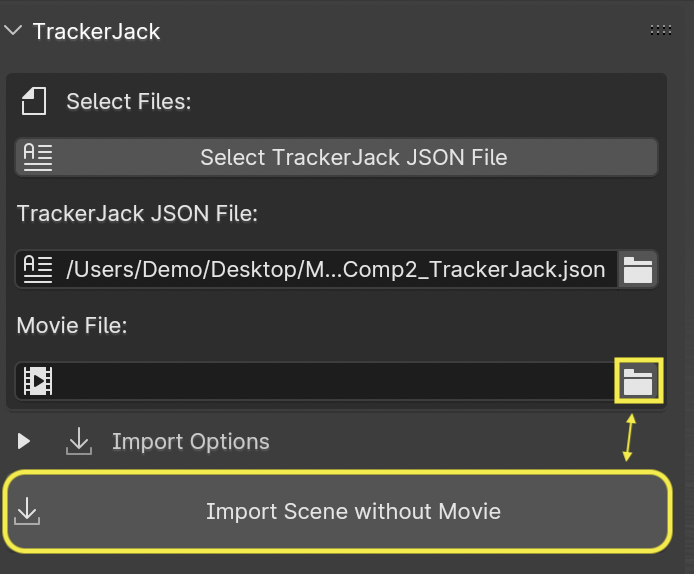 TrackerJack
Select Files:
Select TrackerJack JSON File
TrackerJack JSON File:
/Users/Demo/Desktop/M...Comp2_TrackerJack.json
Movie File:
Import Options
Import Scene without Movie